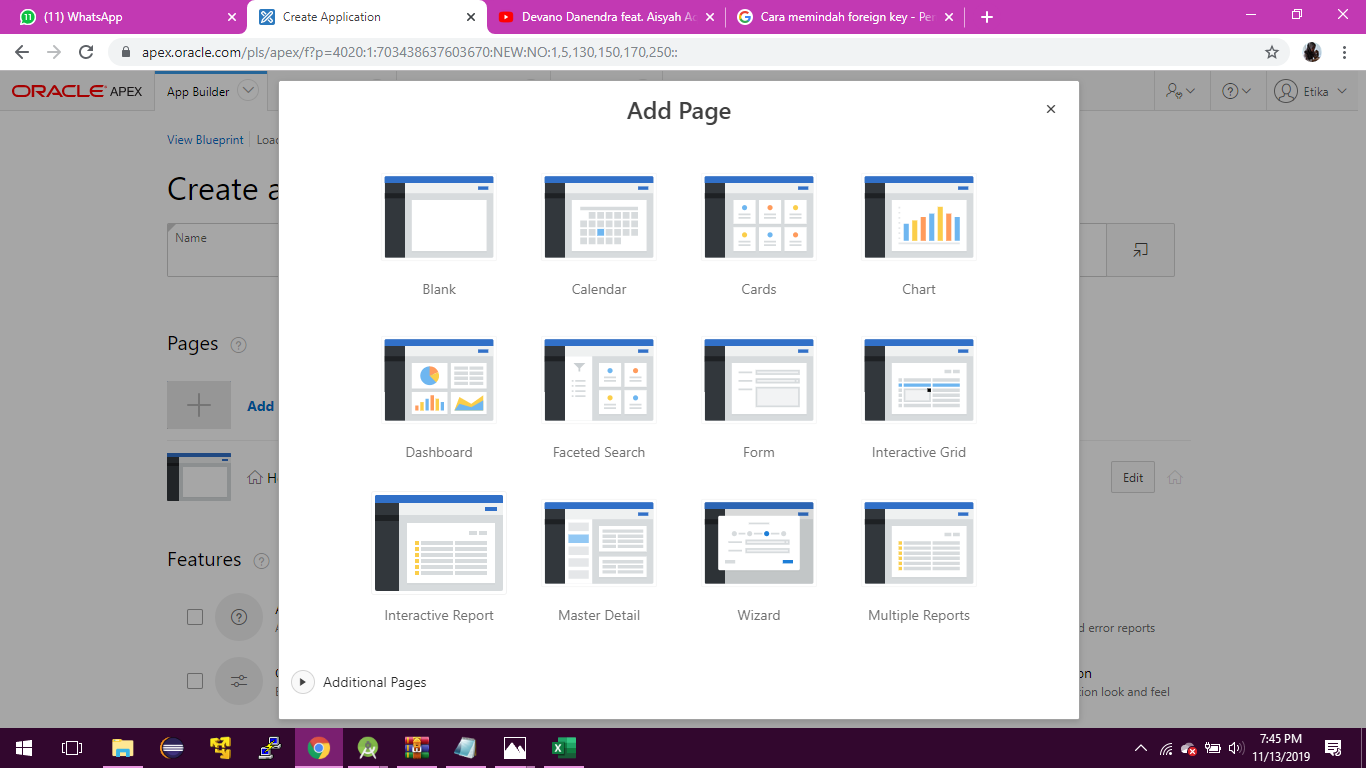 (11) WhatsApp
Create Application
Devano Danendra feat. Aisyah
Cara memindah foreign key - Per
apex.oracle.com/pls/apex/f?p=4020:1:703438637603670:NEW:NO:1,5,130,150,170,250::
ORACLE APEX
App Builder
Etika
View Blueprint
Create a
Name
Pages
Add
Edit
Features
d error reports
tion look and feel
Add Page
Blank
Calendar
Cards
Chart
Dashboard
Faceted Search
Form
Interactive Grid
Interactive Report
Master Detail
Wizard
Multiple Reports
Additional Pages
7:45 PM
11/13/2019